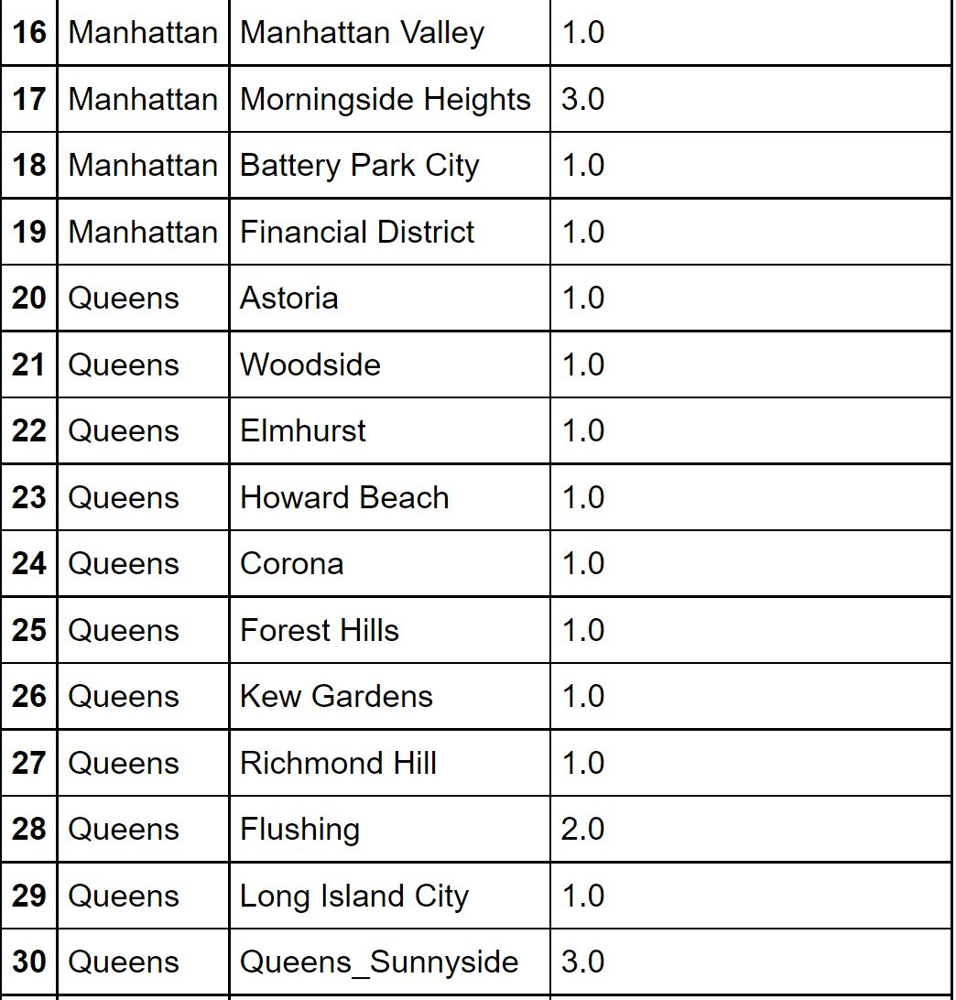 16 Manhattan Manhattan Valley 1.0
17 Manhattan Morningside Heights 3.0
18 Manhattan Battery Park City 1.0
19 Manhattan Financial District 1.0
20 Queens Astoria 1.0
21 Queens Woodside 1.0
22 Queens Elmhurst 1.0
23 Queens Howard Beach 1.0
24 Queens Corona 1.0
25 Queens Forest Hills 1.0
26 Queens Kew Gardens 1.0
27 Queens Richmond Hill 1.0
28 Queens Flushing 2.0
29 Queens Long Island City 1.0
30 Queens Queens_Sunnyside 3.0